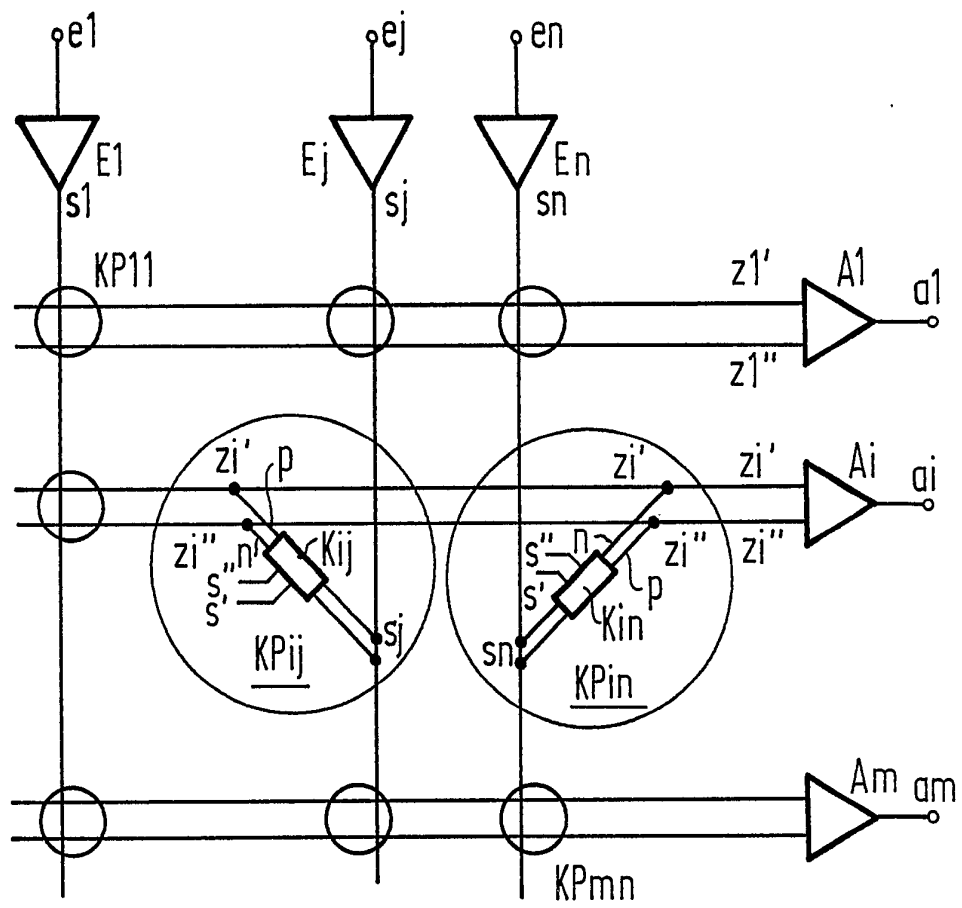 e1 ej en
E1 Ej En
s1 sj sn
KP11 z1' A1 a1
z1"
zi' p zi' zi' Ai ai
zi" n' Kij s" n zi" zi"
s" s' p
s' Kin
sj sn
KPij KPin
Am am
KPmn